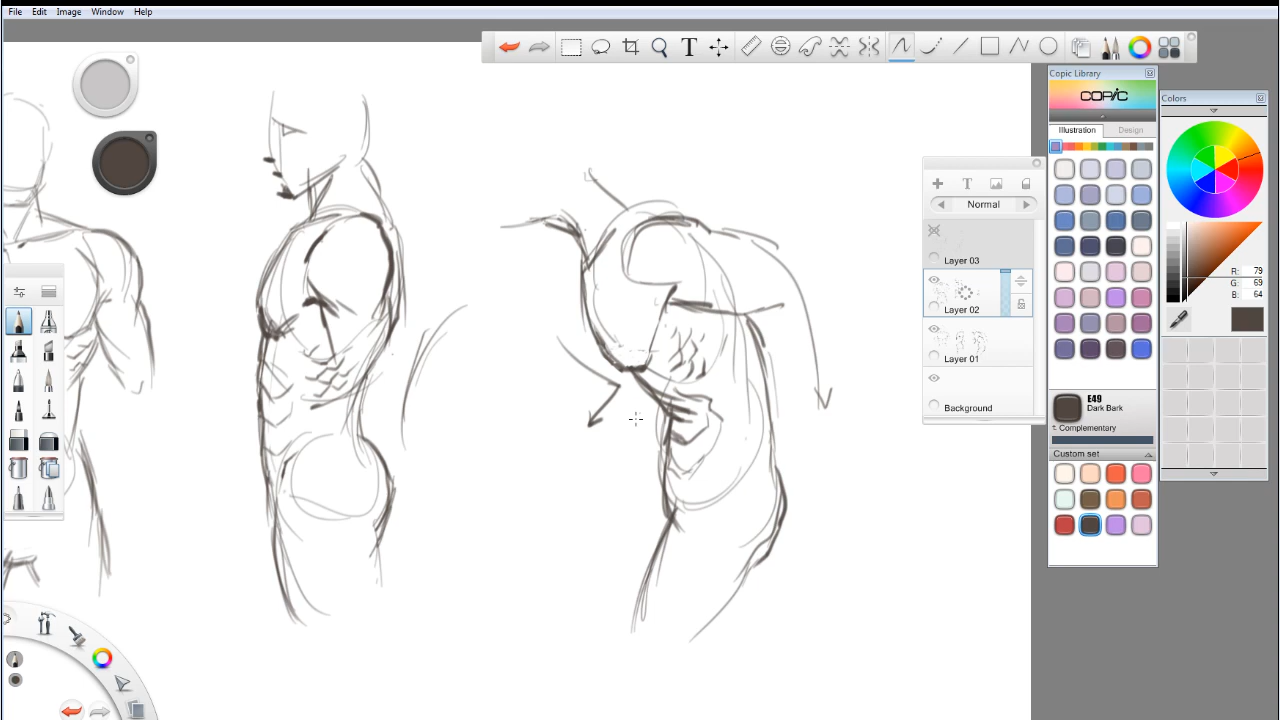 File Edit Image Window Help
T
Copic Library
COPIC
Illustration Design
Colors
T
Normal
Layer 03
Layer 02
Layer 01
Background
R: 79
G: 69
B: 64
E49
Dark Bark
Complementary
Custom set